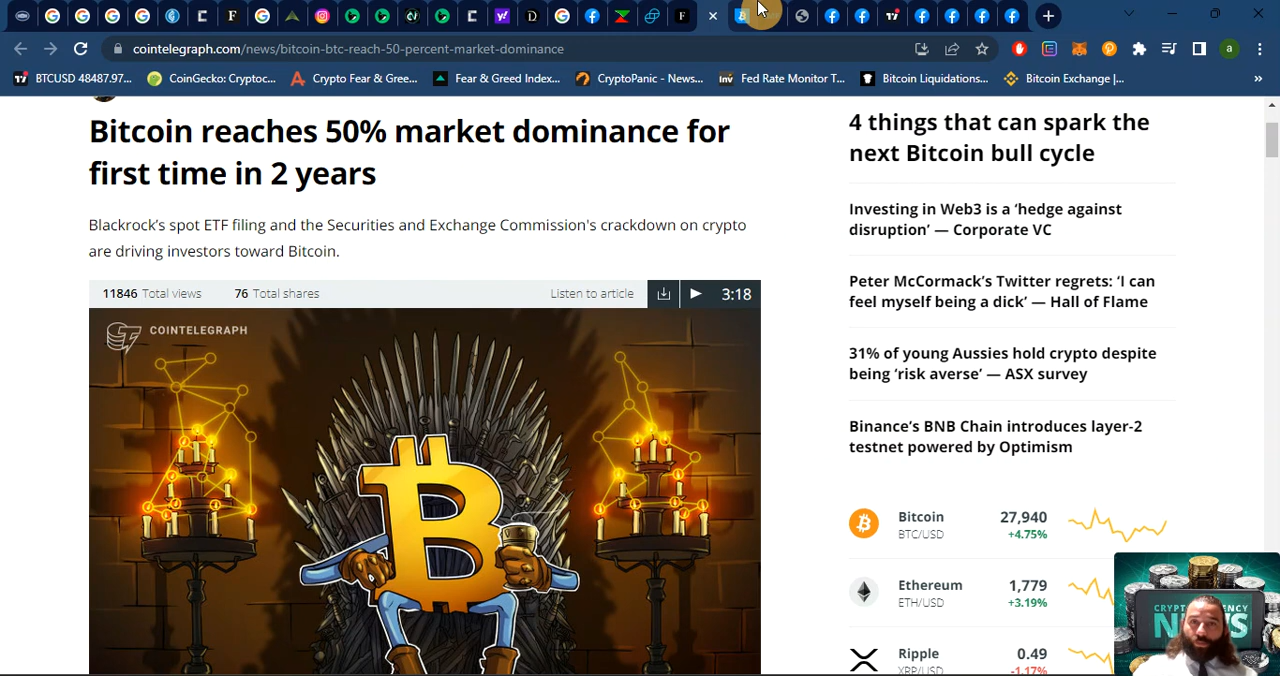 cointelegraph.com/news/bitcoin-btc-reach-50-percent-market-dominance
BTCUSD 48487.97...
CoinGecko: Cryptoc...
Crypto Fear & Gree...
Fear & Greed Index...
CryptoPanic - News...
Fed Rate Monitor T...
Bitcoin Liquidations...
Bitcoin Exchange |...
»
Bitcoin reaches 50% market dominance for
first time in 2 years
Blackrock’s spot ETF filing and the Securities and Exchange Commission's crackdown on crypto
are driving investors toward Bitcoin.
11846 Total views
76 Total shares
Listen to article
3:18
COINTELEGRAPH
4 things that can spark the
next Bitcoin bull cycle
Investing in Web3 is a ‘hedge against
disruption’ — Corporate VC
Peter McCormack’s Twitter regrets: ‘I can
feel myself being a dick’ — Hall of Flame
31% of young Aussies hold crypto despite
being ‘risk averse’ — ASX survey
Binance’s BNB Chain introduces layer-2
testnet powered by Optimism
Bitcoin 27,940
BTC/USD +4.75%
Ethereum 1,779
ETH/USD +3.19%
Ripple 0.49
XRP/USD -1.17%